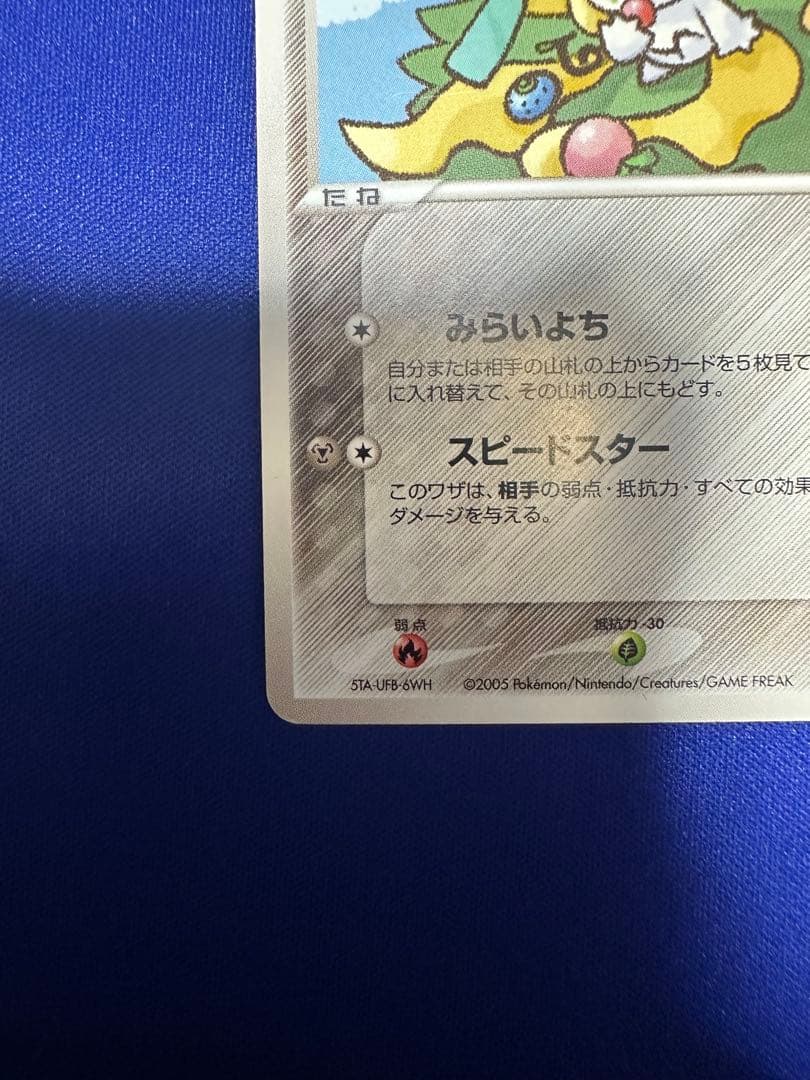 たね
みらいよち
自分または相手の山札の上からカードを5枚見て
に入れ替えて、その山札の上にもどす。
スピードスター
このワザは、相手の弱点・抵抗力・すべての効果
ダメージを与える。
弱点 抵抗力 -30
5TA-UFB-6WH ©2005 Pokémon/Nintendo/Creatures/GAME FREAK